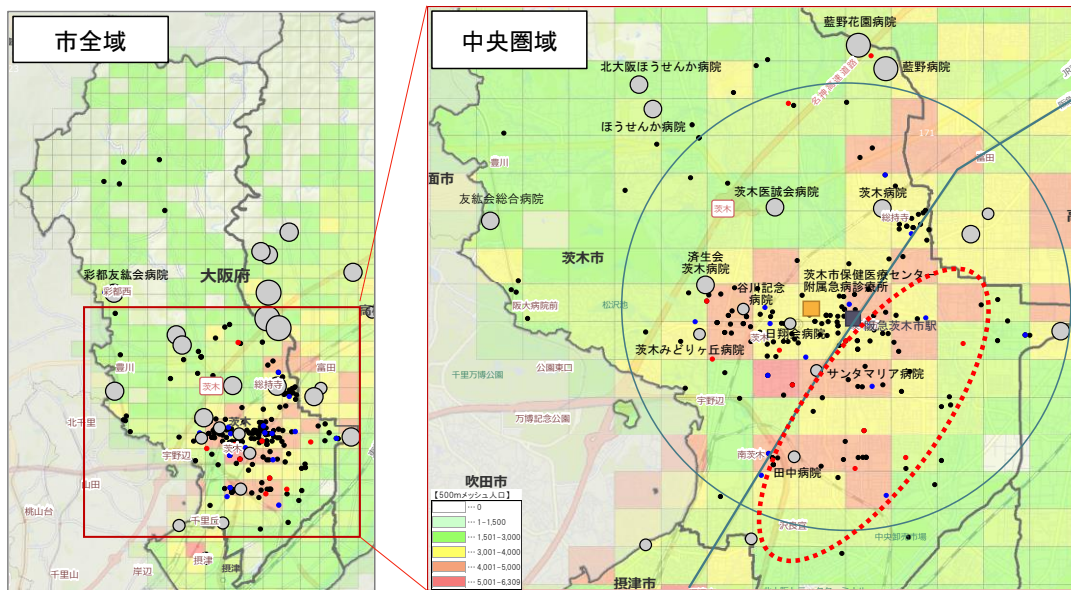 市全域
大阪府
彩都友紘会病院
彩都西
豊川
茨木
総持寺
富田
北千里
茨木
茨木
宇野辺
山田
桃山台
千里丘
千里山
岸辺
摂津
摂津
中央圏域
藍野花園病院
北大阪ほうせんか病院
藍野病院
名神高速道路
ほうせんか病院
171
豊川
富田
面市
友紘会総合病院
茨木
茨木医誠会病院
茨木病院
総持寺
茨木市
済生会
茨木病院
茨木市保健医療センター
附属急病診療所
谷川記念
病院
阪大病院前
松沢池
阪急茨木市駅
茨木
日翔会病院
茨木みどりヶ丘病院
公園東口
千里万博公園
サンタマリア病院
宇野辺
万博記念公園
南茨木
田中病院
吹田市
沢良宜
中央卸売市場
摂津市
【500mメッシュ人口】
… 0
… 1-1,500
… 1,501-3,000
… 3,001-4,000
… 4,001-5,000
… 5,001-6,309